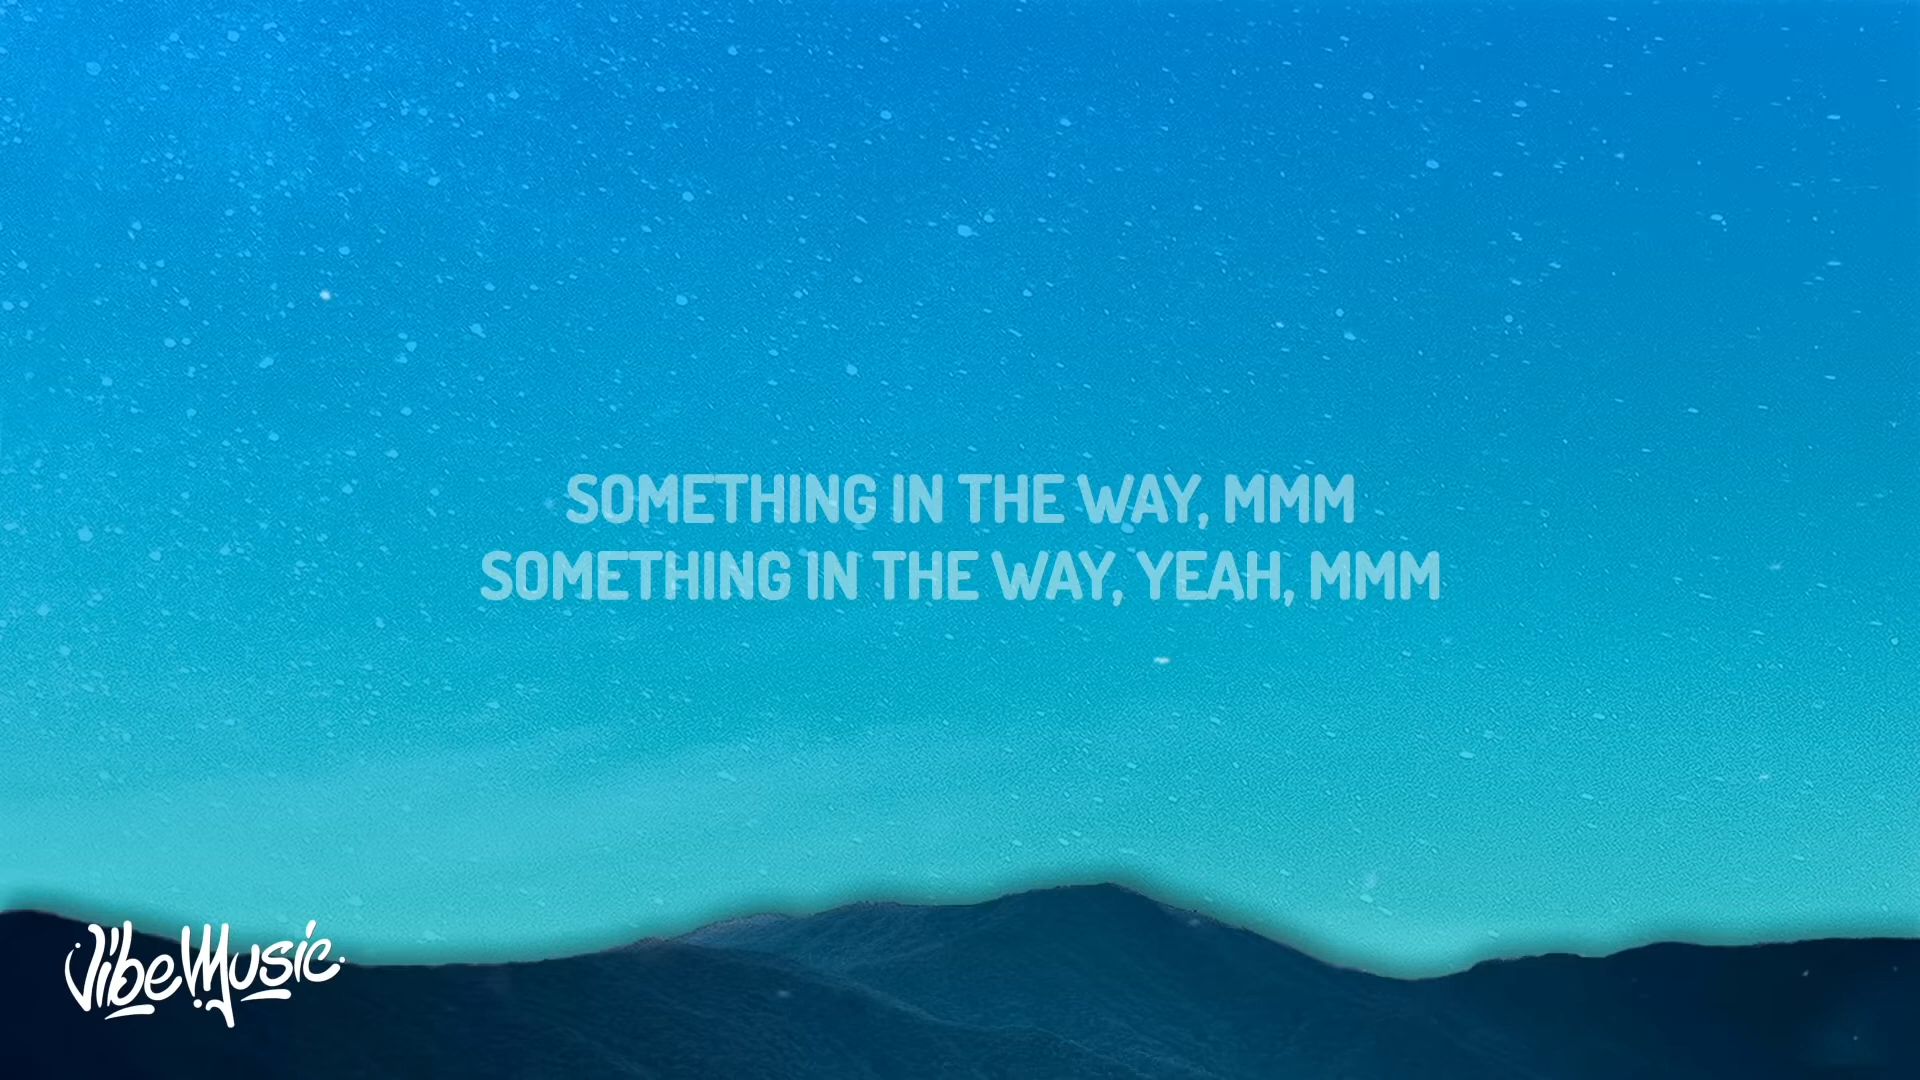 SOMETHING IN THE WAY, MMM
SOMETHING IN THE WAY, YEAH, MMM
VibeMusic